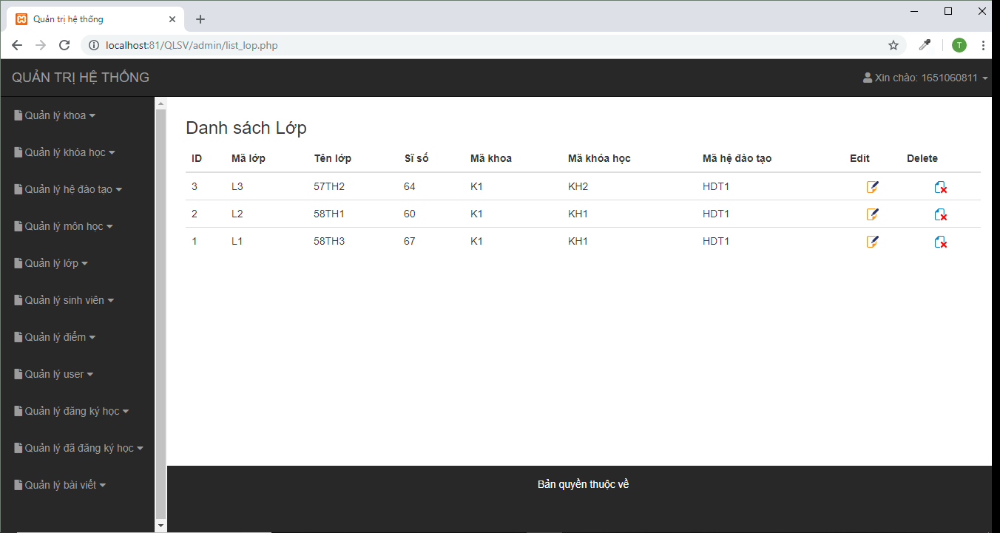 Quản trị hệ thống
localhost:81/QLSV/admin/list_lop.php
T
QUẢN TRỊ HỆ THỐNG
Xin chào: 1651060811
Quản lý khoa
Quản lý khóa học
Quản lý hệ đào tạo
Quản lý môn học
Quản lý lớp
Quản lý sinh viên
Quản lý điểm
Quản lý user
Quản lý đăng ký học
Quản lý đã đăng ký học
Quản lý bài viết
Danh sách Lớp
ID Mã lớp Tên lớp Sĩ số Mã khoa Mã khóa học Mã hệ đào tạo Edit Delete
3 L3 57TH2 64 K1 KH2 HDT1
2 L2 58TH1 60 K1 KH1 HDT1
1 L1 58TH3 67 K1 KH1 HDT1
Bản quyền thuộc về